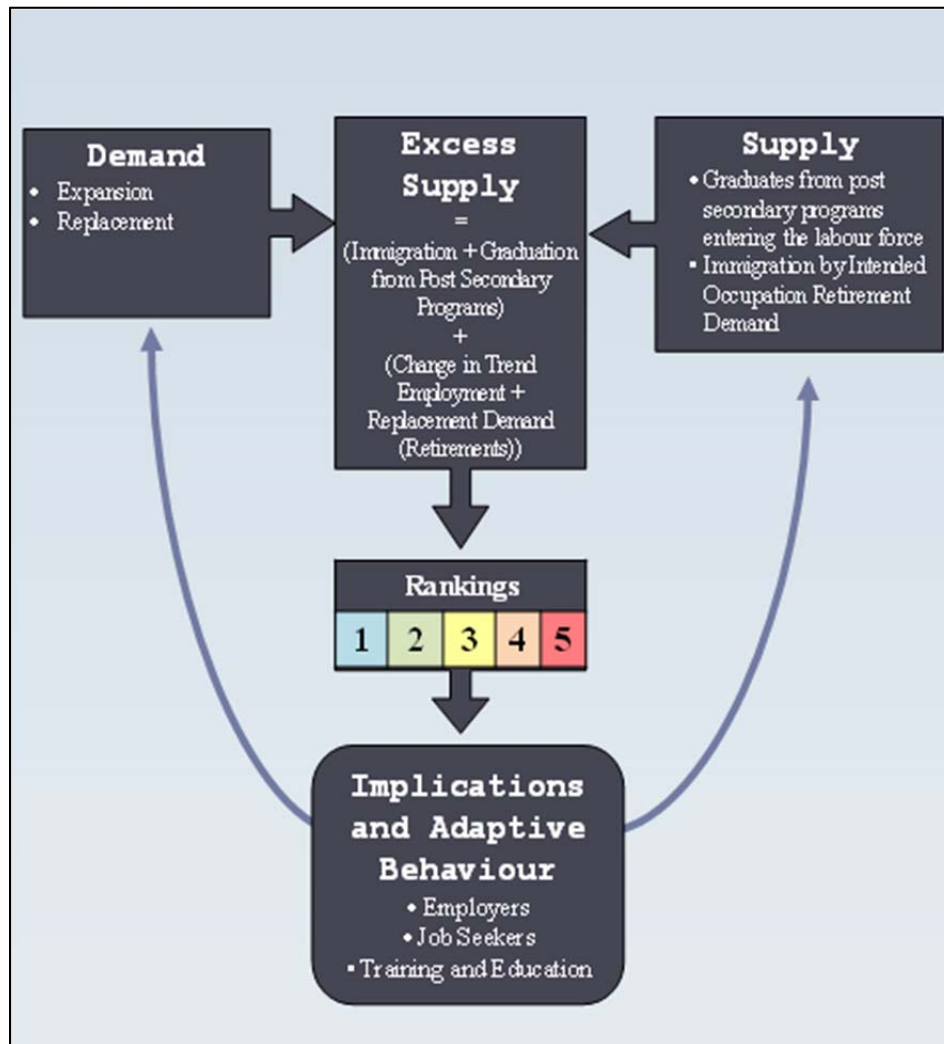 Demand
• Expansion
• Replacement
Excess
Supply
=
(Immigration + Graduation
from Post Secondary
Programs)
+
(Change in Trend
Employment +
Replacement Demand
(Retirements))
Supply
• Graduates from post
secondary programs
entering the labour force
▪ Immigration by Intended
Occupation Retirement
Demand
Rankings
1 2 3 4 5
Implications
and Adaptive
Behaviour
• Employers
• Job Seekers
▪ Training and Education